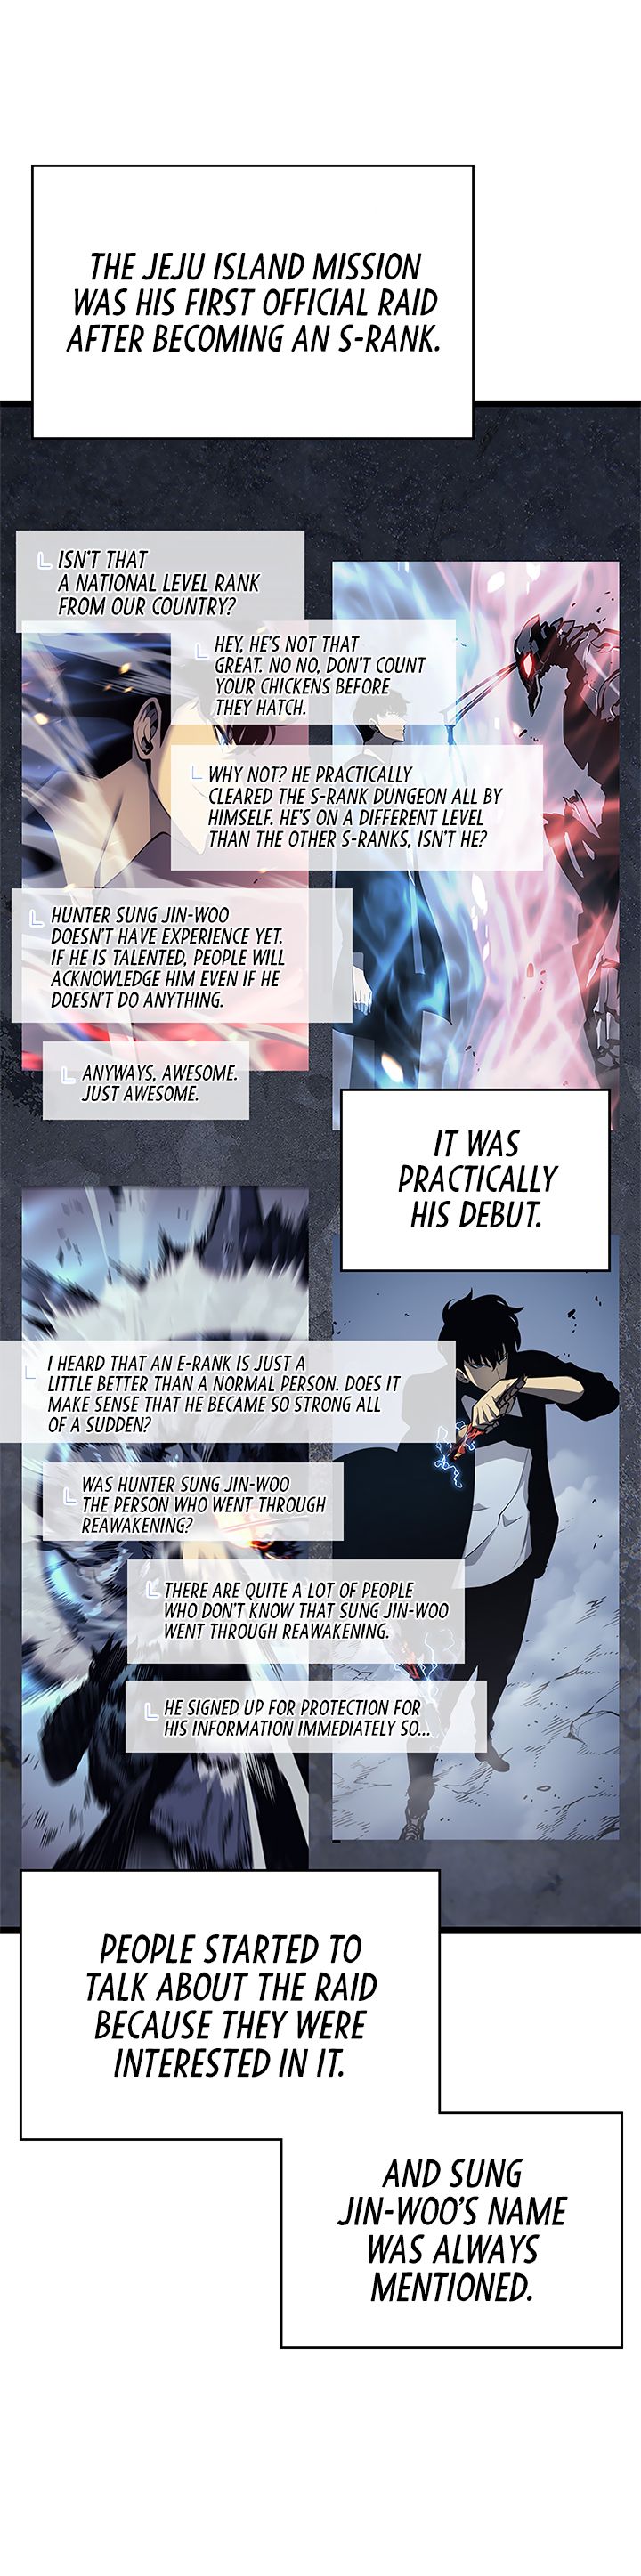 THE JEJU ISLAND MISSION
WAS HIS FIRST OFFICIAL RAID
AFTER BECOMING AN S-RANK.
ISN'T THAT
A NATIONAL LEVEL RANK
FROM OUR COUNTRY?
HEY, HE'S NOT THAT
GREAT. NO NO, DON'T COUNT
YOUR CHICKENS BEFORE
THEY HATCH.
WHY NOT? HE PRACTICALLY
CLEARED THE S-RANK DUNGEON ALL BY
HIMSELF. HE'S ON A DIFFERENT LEVEL
THAN THE OTHER S-RANKS, ISN'T HE?
HUNTER SUNG JIN-WOO
DOESN'T HAVE EXPERIENCE YET.
IF HE IS TALENTED, PEOPLE WILL
ACKNOWLEDGE HIM EVEN IF HE
DOESN'T DO ANYTHING.
ANYWAYS, AWESOME.
JUST AWESOME.
IT WAS
PRACTICALLY
HIS DEBUT.
I HEARD THAT AN E-RANK IS JUST A
LITTLE BETTER THAN A NORMAL PERSON. DOES IT
MAKE SENSE THAT HE BECAME SO STRONG ALL
OF A SUDDEN?
WAS HUNTER SUNG JIN-WOO
THE PERSON WHO WENT THROUGH
REAWAKENING?
THERE ARE QUITE A LOT OF PEOPLE
WHO DON'T KNOW THAT SUNG JIN-WOO
WENT THROUGH REAWAKENING.
HE SIGNED UP FOR PROTECTION FOR
HIS INFORMATION IMMEDIATELY SO...
PEOPLE STARTED TO
TALK ABOUT THE RAID
BECAUSE THEY WERE
INTERESTED IN IT.
AND SUNG
JIN-WOO'S NAME
WAS ALWAYS
MENTIONED.